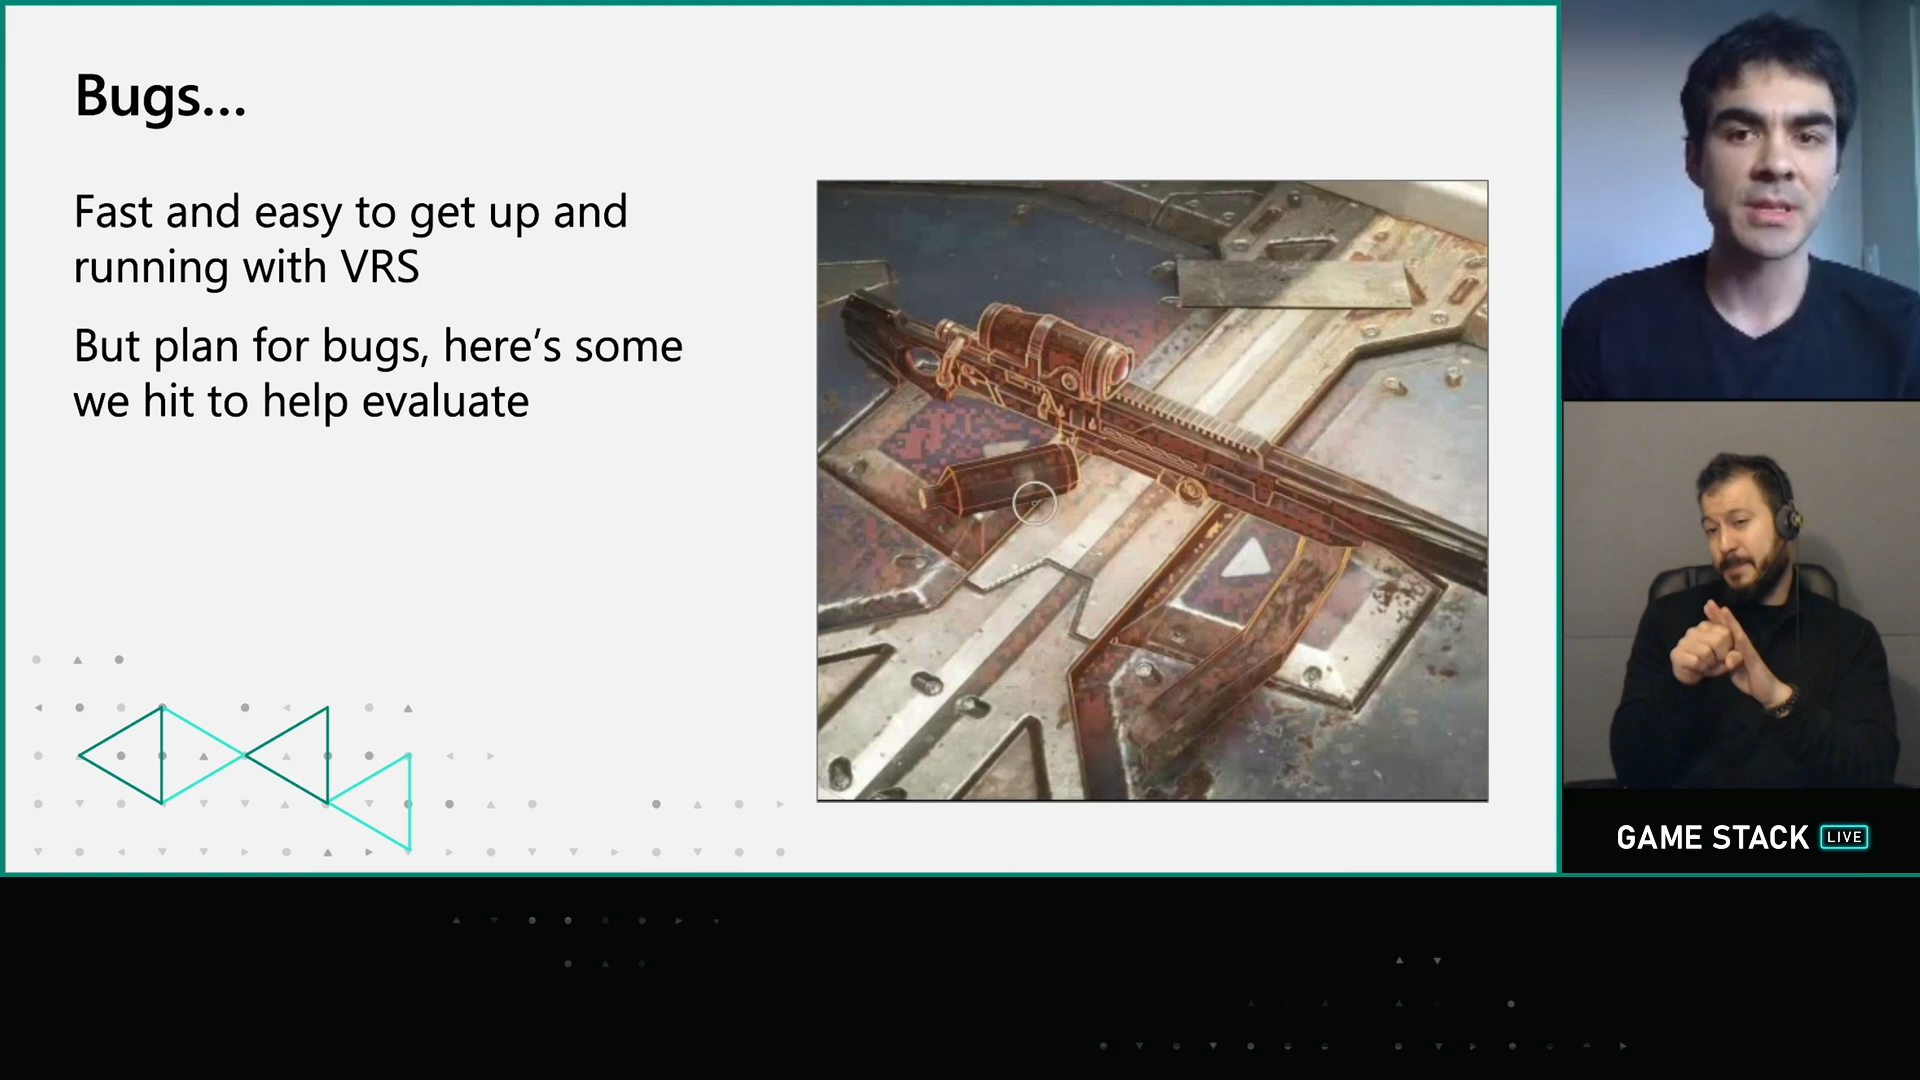 Bugs...
Fast and easy to get up and
running with VRS
But plan for bugs, here's some
we hit to help evaluate
GAME STACK LIVE